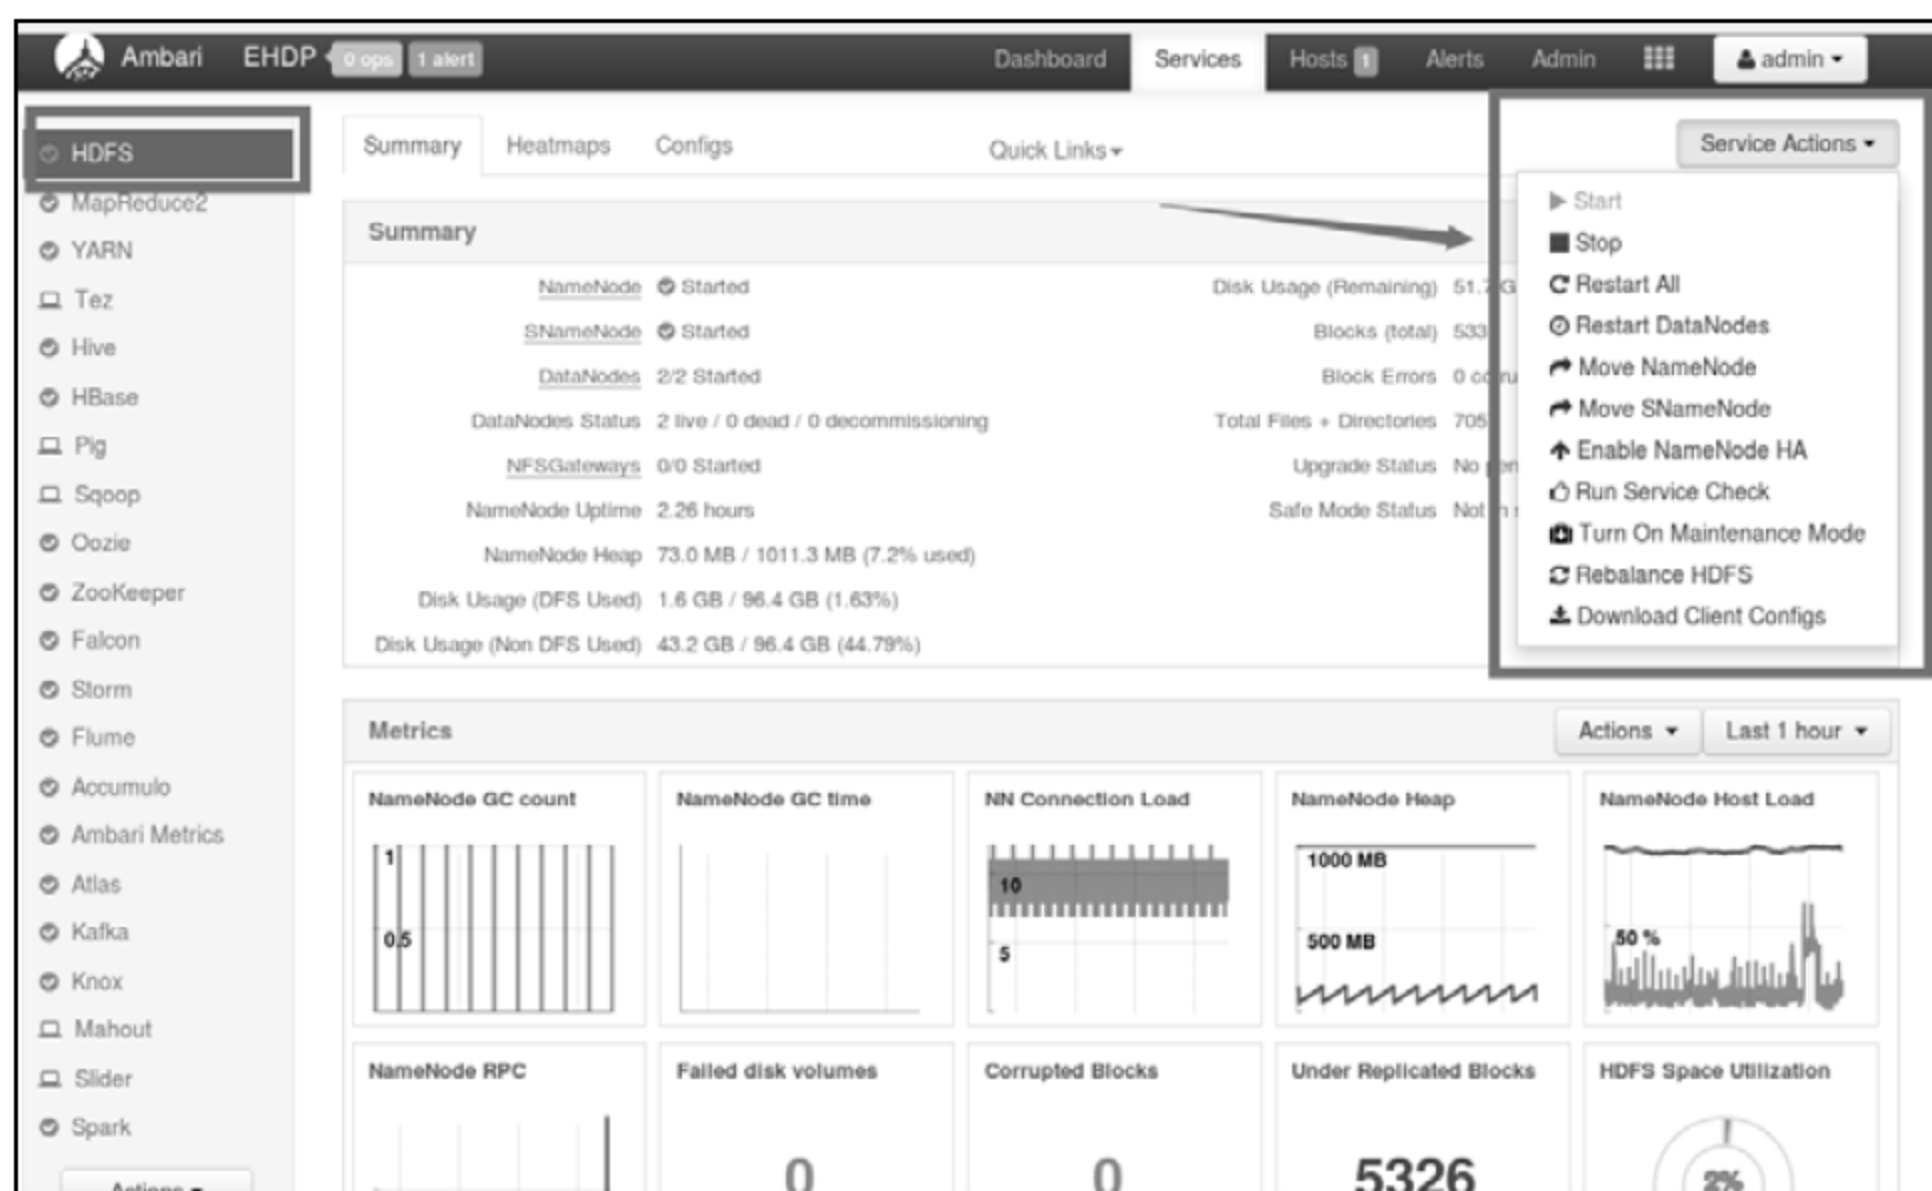 Ambari EHDP 0 ops 1 alert Dashboard Services Hosts 1 Alerts Admin admin
HDFS
MapReduce2
YARN
Tez
Hive
HBase
Pig
Sqoop
Oozie
ZooKeeper
Falcon
Storm
Flume
Accumulo
Ambari Metrics
Atlas
Kafka
Knox
Mahout
Slider
Spark
Actions
Summary Heatmaps Configs Quick Links
Service Actions
Start
Stop
Restart All
Restart DataNodes
Move NameNode
Move SNameNode
Enable NameNode HA
Run Service Check
Turn On Maintenance Mode
Rebalance HDFS
Download Client Configs
Summary
NameNode Started
SNameNode Started
DataNodes 2/2 Started
DataNodes Status 2 live / 0 dead / 0 decommissioning
NFSGateways 0/0 Started
NameNode Uptime 2.26 hours
NameNode Heap 73.0 MB / 1011.3 MB (7.2% used)
Disk Usage (DFS Used) 1.6 GB / 96.4 GB (1.63%)
Disk Usage (Non DFS Used) 43.2 GB / 96.4 GB (44.79%)
Disk Usage (Remaining) 51.7 G
Blocks (total) 533
Block Errors 0
Total Files + Directories 705
Upgrade Status No
Safe Mode Status Not
Metrics Actions Last 1 hour
NameNode GC count
1
0.5
NameNode GC time
NN Connection Load
10
5
NameNode Heap
1000 MB
500 MB
NameNode Host Load
50 %
NameNode RPC
Failed disk volumes
0
Corrupted Blocks
0
Under Replicated Blocks
5326
HDFS Space Utilization
2%